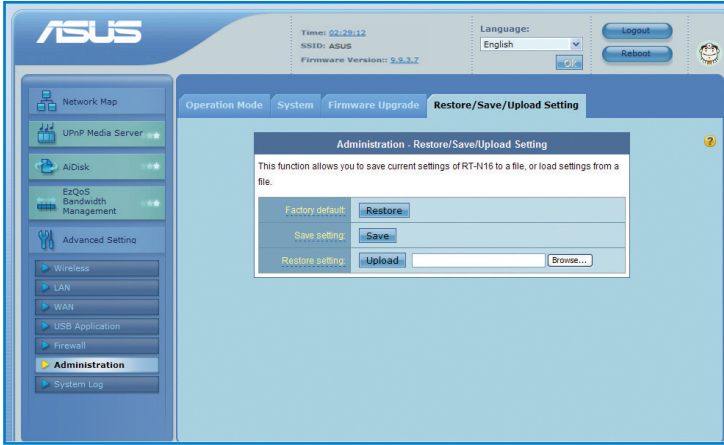 ASUS
Time: 02:29:12
SSID: ASUS
Firmware Version:: 9.9.3.7
Language:
English
OK
Logout
Reboot
Network Map
UPnP Media Server
AiDisk
EzQoS
Bandwidth
Management
Advanced Setting
Wireless
LAN
WAN
USB Application
Firewall
Administration
System Log
Operation Mode
System
Firmware Upgrade
Restore/Save/Upload Setting
Administration - Restore/Save/Upload Setting
This function allows you to save current settings of RT-N16 to a file, or load settings from a
file.
Factory default: Restore
Save setting: Save
Restore setting: Upload Browse...
?